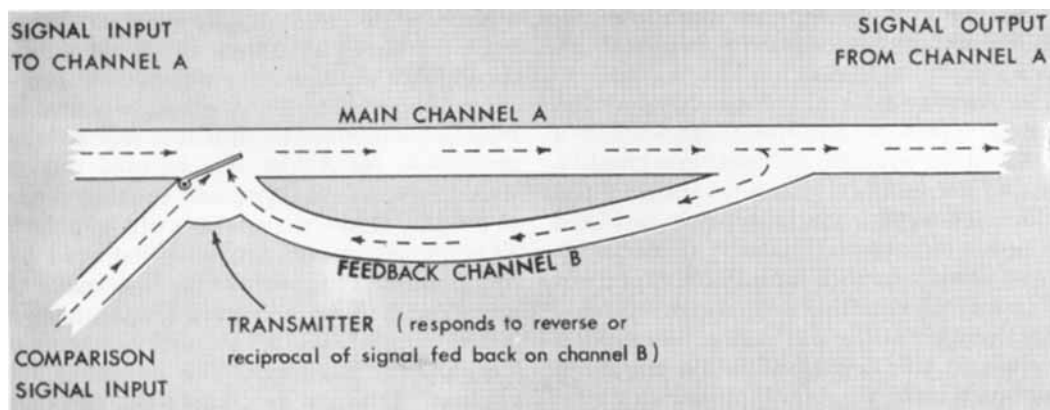 SIGNAL INPUT
TO CHANNEL A
SIGNAL OUTPUT
FROM CHANNEL A
MAIN CHANNEL A
FEEDBACK CHANNEL B
TRANSMITTER ( responds to reverse or
reciprocal of signal fed back on channel B )
COMPARISON
SIGNAL INPUT